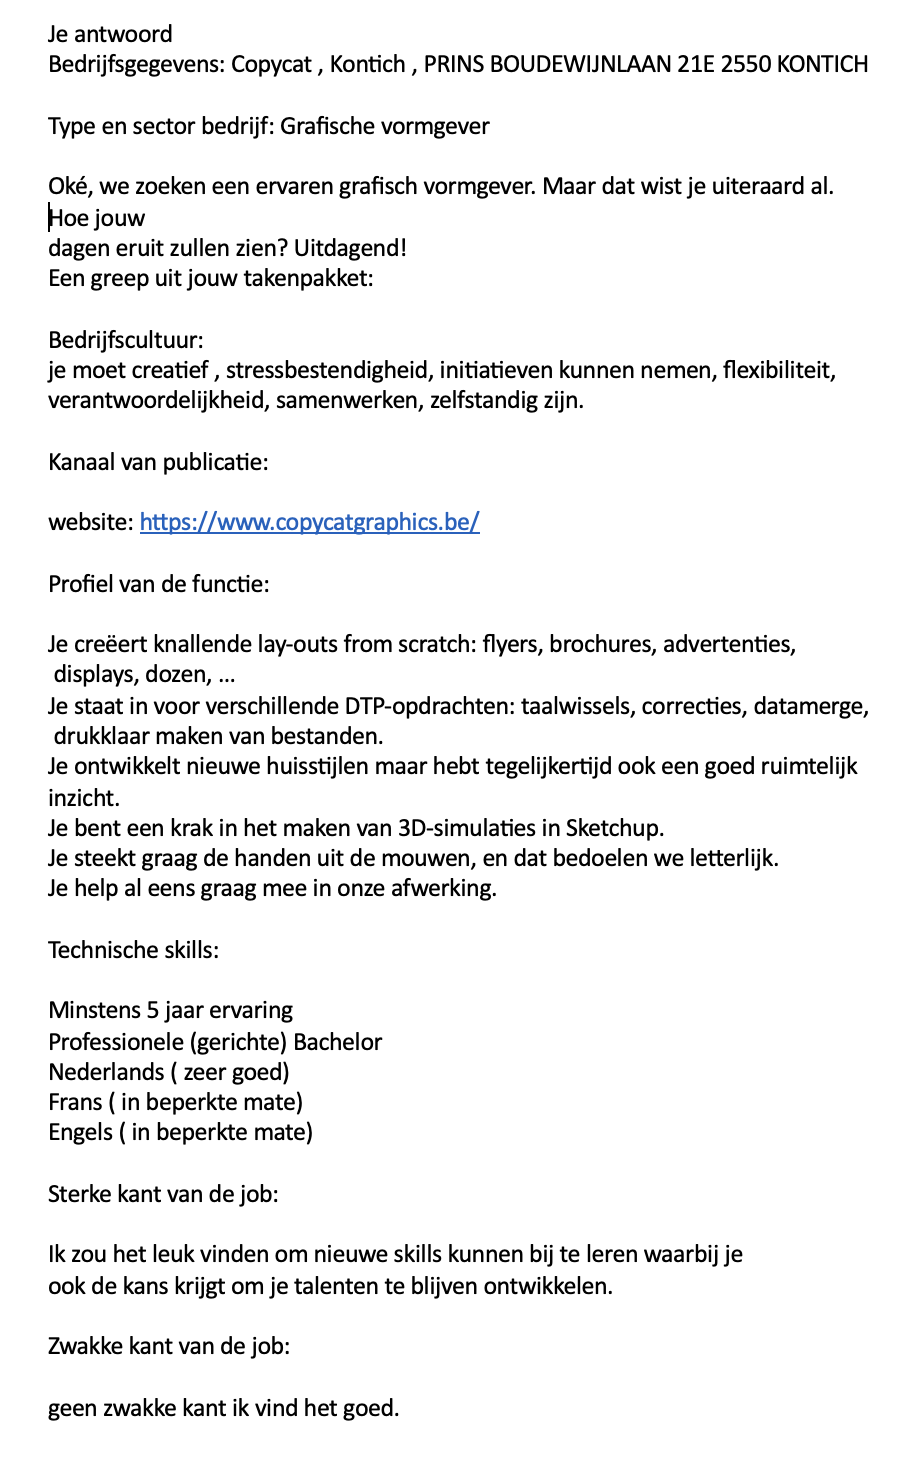 Je antwoord
Bedrijfsgegevens: Copycat , Kontich , PRINS BOUDEWIJNLAAN 21E 2550 KONTICH
Type en sector bedrijf: Grafische vormgever
Oké, we zoeken een ervaren grafisch vormgever. Maar dat wist je uiteraard al.
Hoe jouw
dagen eruit zullen zien? Uitdagend!
Een greep uit jouw takenpakket:
Bedrijfscultuur:
je moet creatief , stressbestendigheid, initiatieven kunnen nemen, flexibiliteit,
verantwoordelijkheid, samenwerken, zelfstandig zijn.
Kanaal van publicatie:
website: https://www.copycatgraphics.be/
Profiel van de functie:
Je creëert knallende lay-outs from scratch: flyers, brochures, advertenties,
displays, dozen, ...
Je staat in voor verschillende DTP-opdrachten: taalwissels, correcties, datamerge,
drukklaar maken van bestanden.
Je ontwikkelt nieuwe huisstijlen maar hebt tegelijkertijd ook een goed ruimtelijk
inzicht.
Je bent een krak in het maken van 3D-simulaties in Sketchup.
Je steekt graag de handen uit de mouwen, en dat bedoelen we letterlijk.
Je help al eens graag mee in onze afwerking.
Technische skills:
Minstens 5 jaar ervaring
Professionele (gerichte) Bachelor
Nederlands ( zeer goed)
Frans ( in beperkte mate)
Engels ( in beperkte mate)
Sterke kant van de job:
Ik zou het leuk vinden om nieuwe skills kunnen bij te leren waarbij je
ook de kans krijgt om je talenten te blijven ontwikkelen.
Zwakke kant van de job:
geen zwakke kant ik vind het goed.